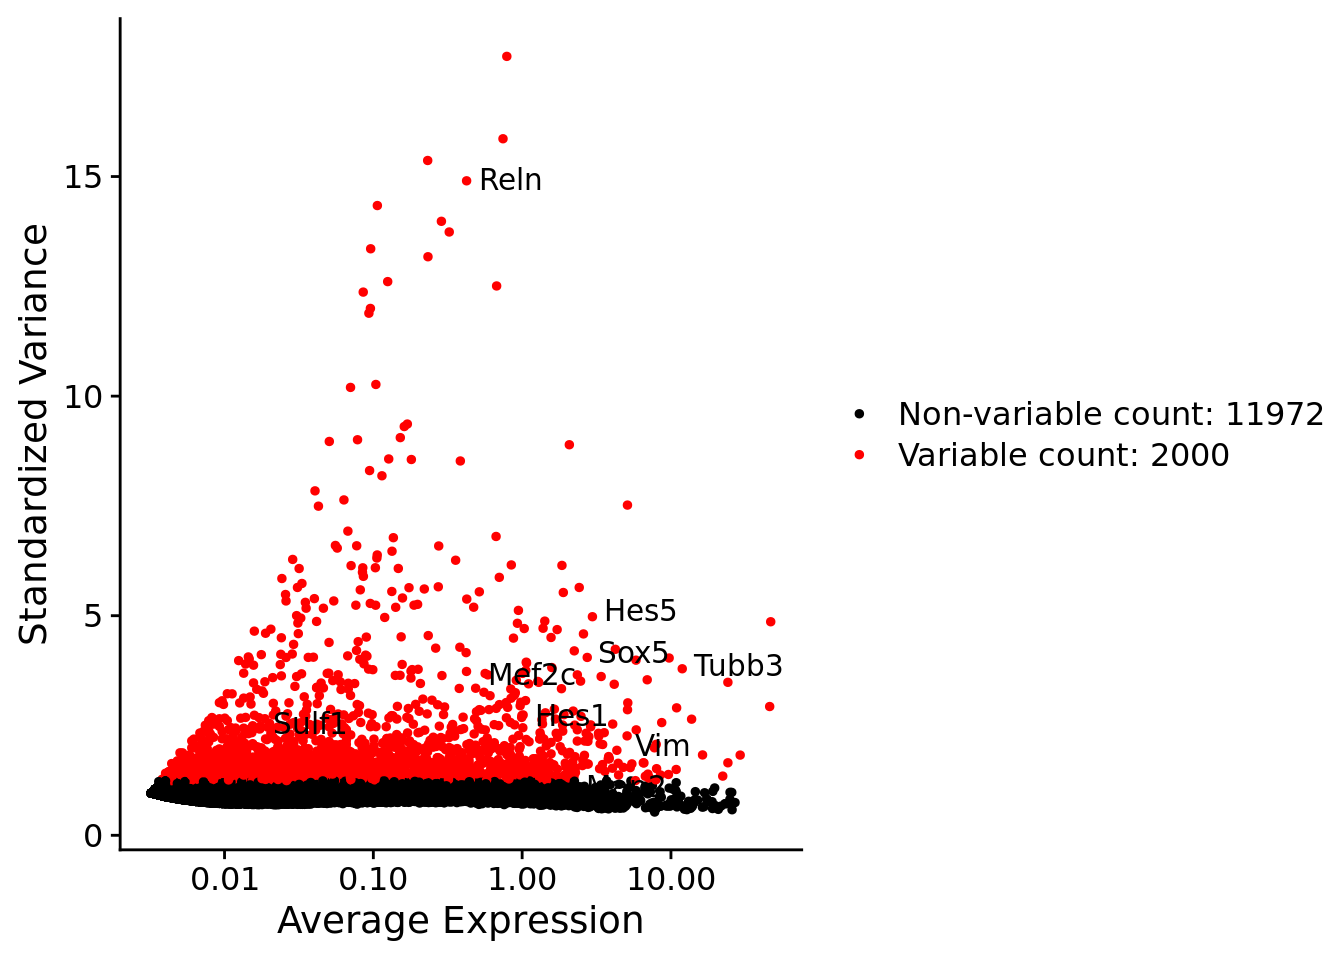 15
10
5
0
Standardized Variance
Reln
Hes5
Sox5
Tubb3
Mef2c
Hes1
Sulf1
Vim
Non-variable count: 11972
Variable count: 2000
0.01 0.10 1.00 10.00
Average Expression